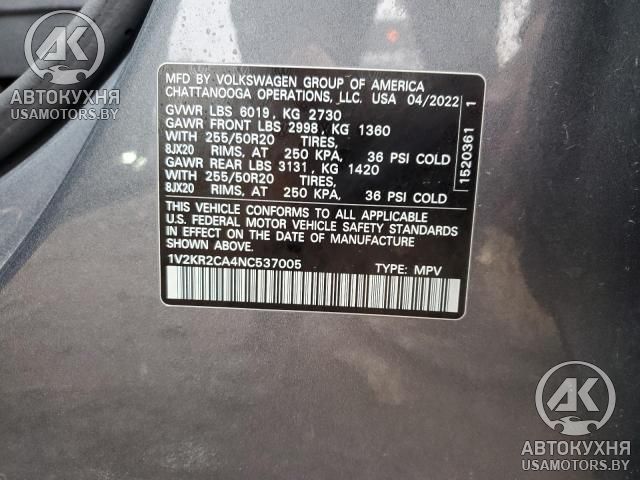 MFD BY VOLKSWAGEN GROUP OF AMERICA
CHATTANOOGA OPERATIONS, LLC. USA 04/2022
GVWR LBS 6019, KG 2730
GAWR FRONT LBS 2998, KG 1360
WITH 255/50R20 TIRES,
8JX20 RIMS, AT 250 KPA, 36 PSI COLD
GAWR REAR LBS 3131, KG 1420
WITH 255/50R20 TIRES,
8JX20 RIMS, AT 250 KPA, 36 PSI COLD
THIS VEHICLE CONFORMS TO ALL APPLICABLE
U.S. FEDERAL MOTOR VEHICLE SAFETY STANDARDS
IN EFFECT ON THE DATE OF MANUFACTURE
SHOWN ABOVE.
1V2KR2CA4NC537005 TYPE: MPV
1520361 1
АК
АВТОКУХНЯ
USAMOTORS.BY
АК
АВТОКУХНЯ
USAMOTORS.BY